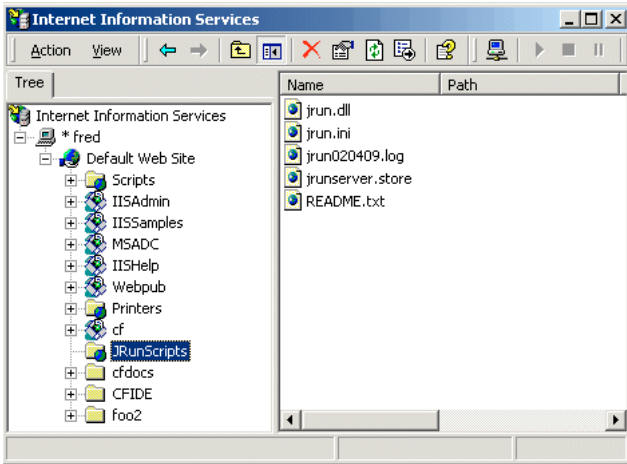 Internet Information Services
Action View
Tree
Name Path
Internet Information Services
* fred
Default Web Site
Scripts
IISAdmin
IISSamples
MSADC
IISHelp
Webpub
Printers
cf
JRunScripts
cfdocs
CFIDE
foo2
jrun.dll
jrun.ini
jrun020409.log
jrunserver.store
README.txt